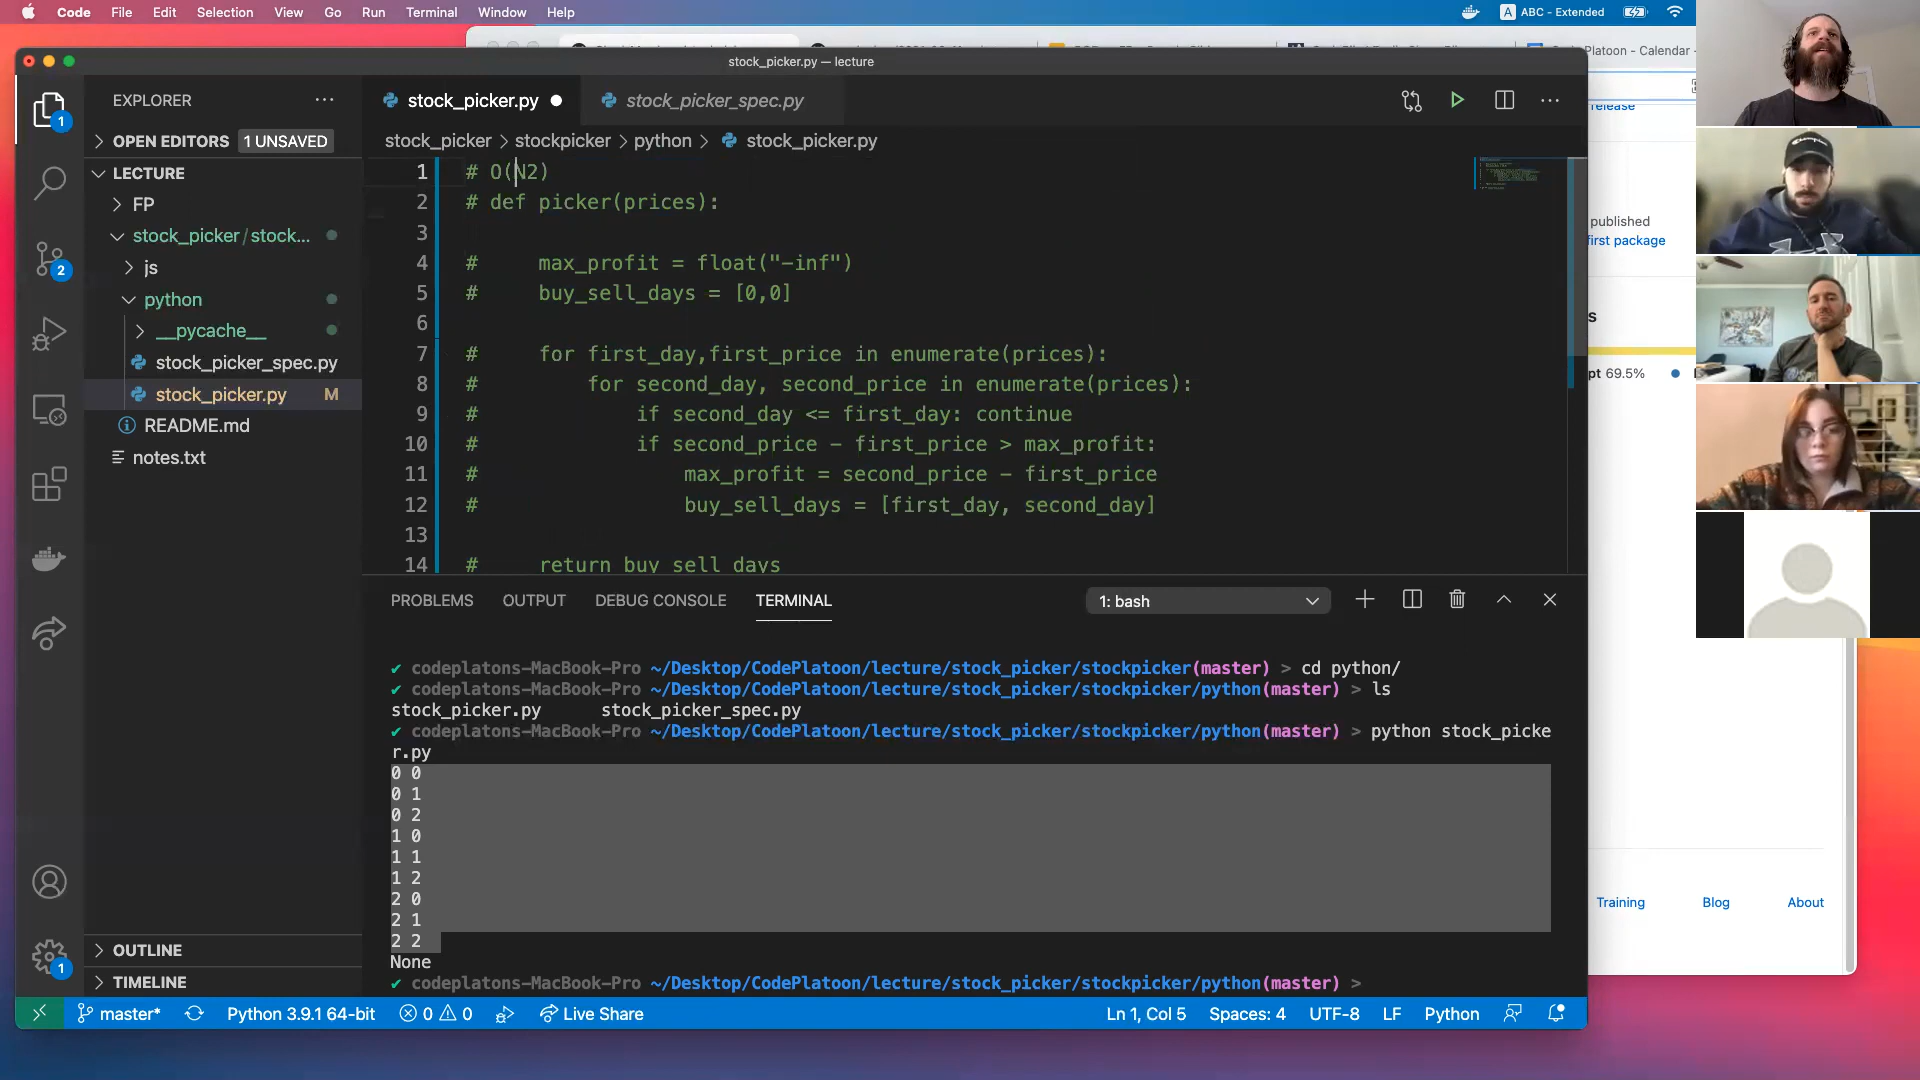 Code File Edit Selection View Go Run Terminal Window Help
A ABC - Extended
stock_picker.py — lecture
Platoon - Calendar
EXPLORER
stock_picker.py
stock_picker_spec.py
release
OPEN EDITORS 1 UNSAVED
stock_picker > stockpicker > python > stock_picker.py
LECTURE
FP
stock_picker/stock...
js
python
__pycache__
stock_picker_spec.py
stock_picker.py M
README.md
notes.txt
1 # O(N2)
2 # def picker(prices):
3
4 # max_profit = float("-inf")
5 # buy_sell_days = [0,0]
6
7 # for first_day,first_price in enumerate(prices):
8 # for second_day, second_price in enumerate(prices):
9 # if second_day <= first_day: continue
10 # if second_price - first_price > max_profit:
11 # max_profit = second_price - first_price
12 # buy_sell_days = [first_day, second_day]
13
14 # return buy_sell_days
published
first package
s
pt 69.5%
PROBLEMS OUTPUT DEBUG CONSOLE TERMINAL 1: bash
✔ codeplatons-MacBook-Pro ~/Desktop/CodePlatoon/lecture/stock_picker/stockpicker(master) > cd python/
✔ codeplatons-MacBook-Pro ~/Desktop/CodePlatoon/lecture/stock_picker/stockpicker/python(master) > ls
stock_picker.py stock_picker_spec.py
✔ codeplatons-MacBook-Pro ~/Desktop/CodePlatoon/lecture/stock_picker/stockpicker/python(master) > python stock_picke
r.py
0 0
0 1
0 2
1 0
1 1
1 2
2 0
2 1
2 2
None
✔ codeplatons-MacBook-Pro ~/Desktop/CodePlatoon/lecture/stock_picker/stockpicker/python(master) >
Training Blog About
1
2
1
OUTLINE
TIMELINE
master* Python 3.9.1 64-bit 0 0 Live Share Ln 1, Col 5 Spaces: 4 UTF-8 LF Python